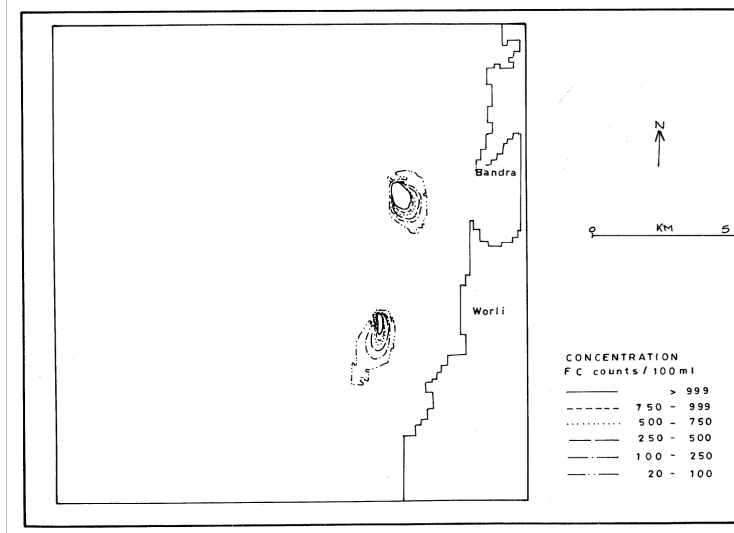 N
0 KM 5
Bandra
Worli
CONCENTRATION
FC counts/100ml
> 999
750 - 999
500 - 750
250 - 500
100 - 250
20 - 100